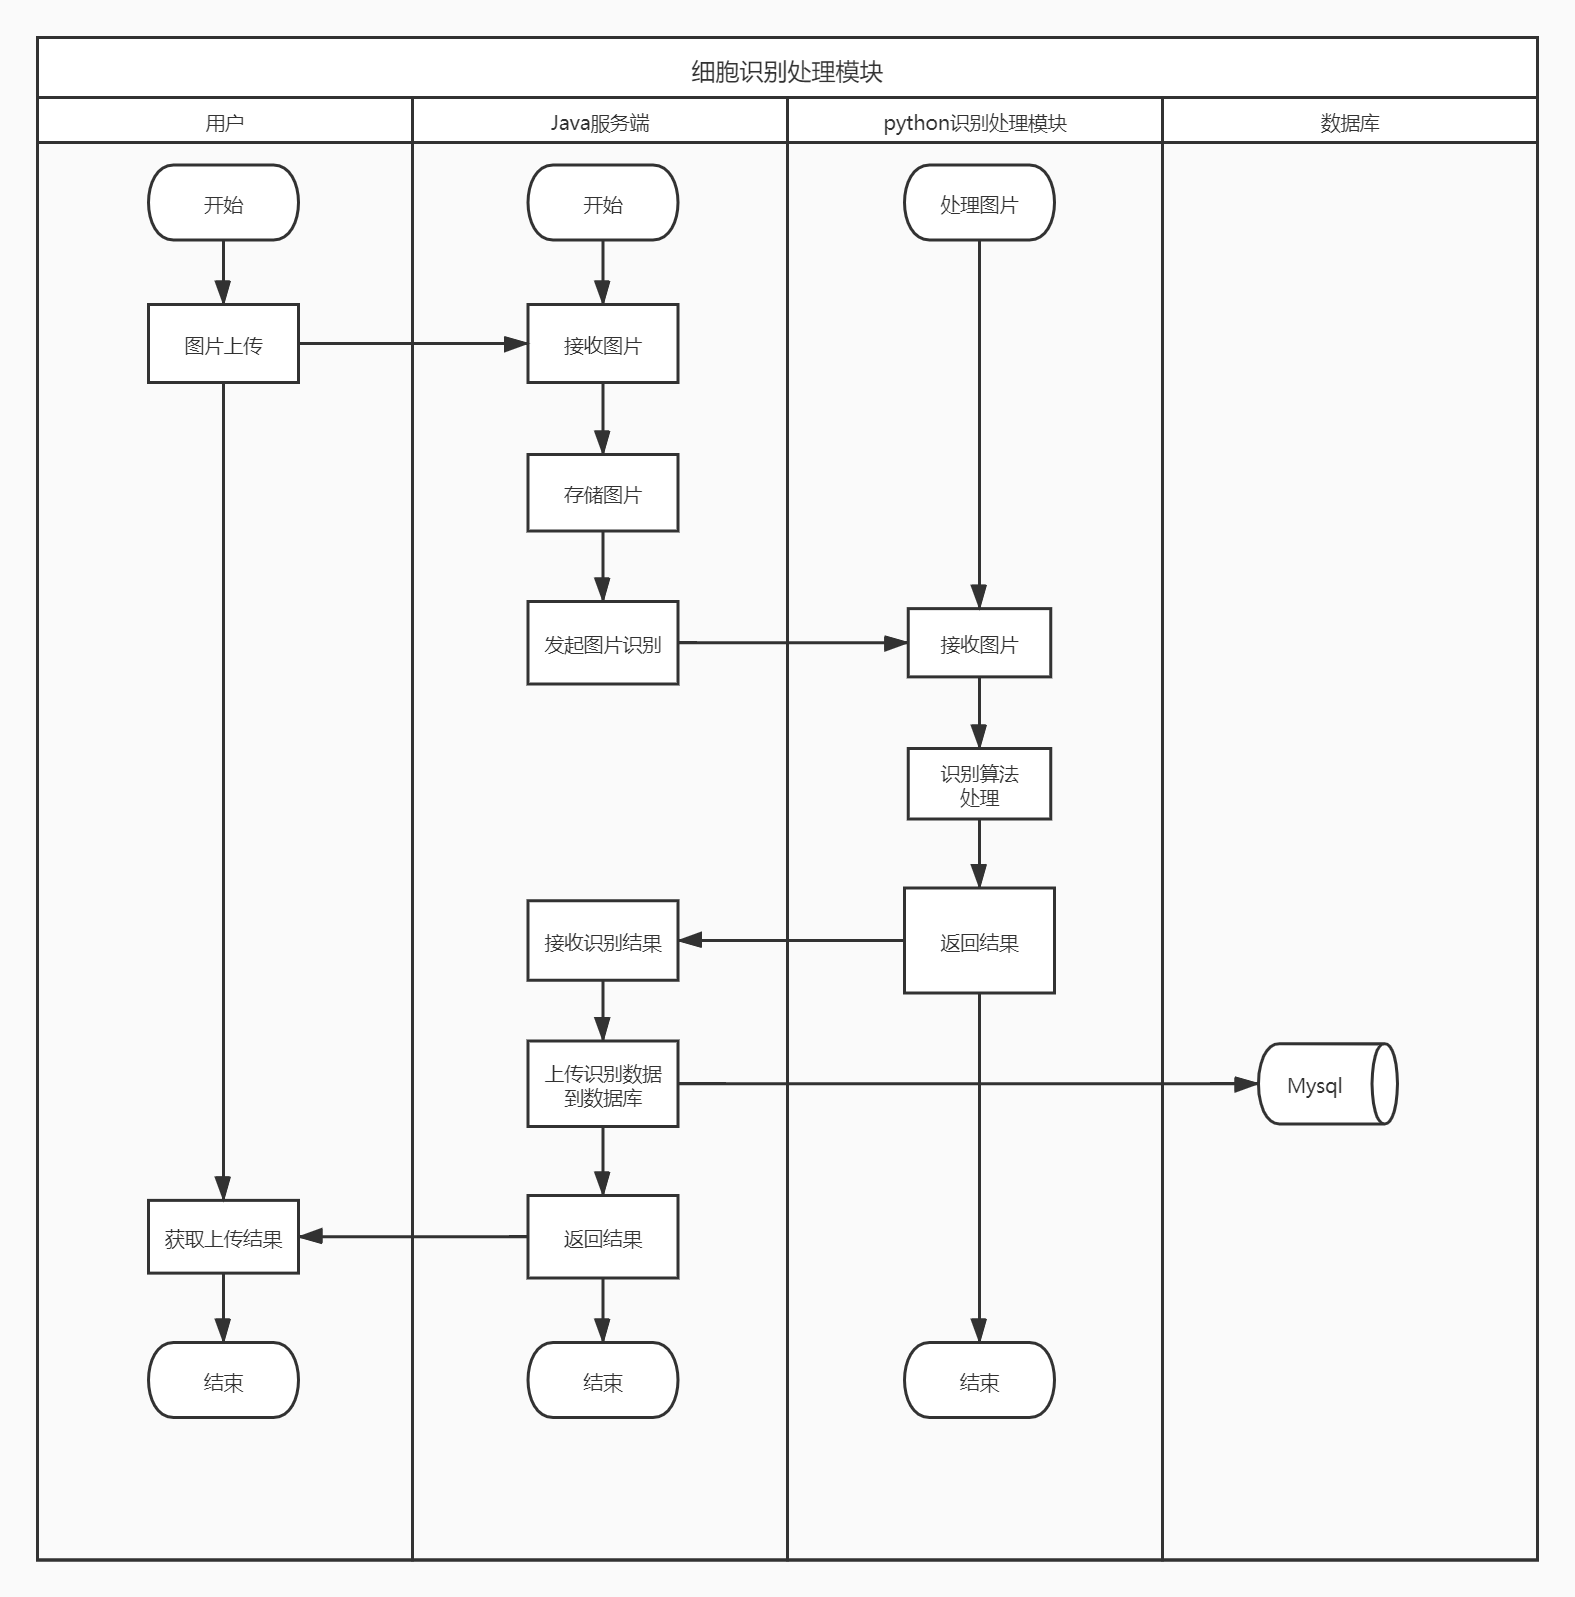 细胞识别处理模块
用户
Java服务端
python识别处理模块
数据库
开始
开始
处理图片
图片上传
接收图片
存储图片
发起图片识别
接收图片
识别算法
处理
接收识别结果
返回结果
上传识别数据
到数据库
Mysql
获取上传结果
返回结果
结束
结束
结束